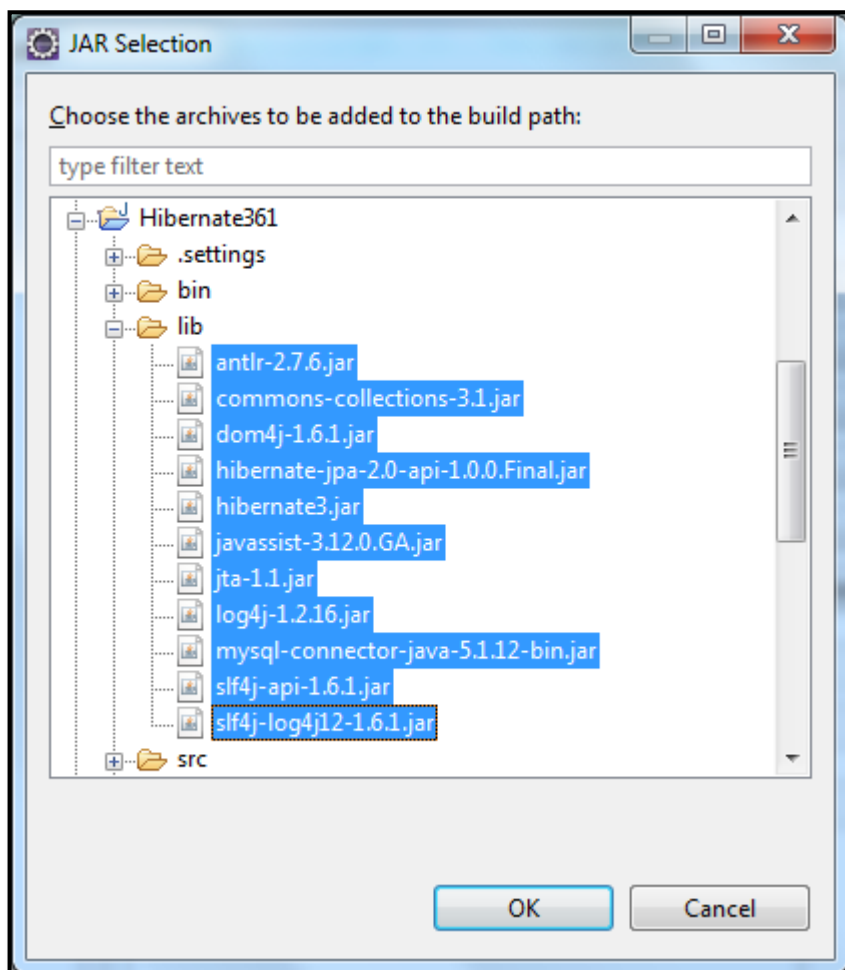 JAR Selection
Choose the archives to be added to the build path:
type filter text
Hibernate361
.settings
bin
lib
antlr-2.7.6.jar
commons-collections-3.1.jar
dom4j-1.6.1.jar
hibernate-jpa-2.0-api-1.0.0.Final.jar
hibernate3.jar
javassist-3.12.0.GA.jar
jta-1.1.jar
log4j-1.2.16.jar
mysql-connector-java-5.1.12-bin.jar
slf4j-api-1.6.1.jar
slf4j-log4j12-1.6.1.jar
src
OK
Cancel